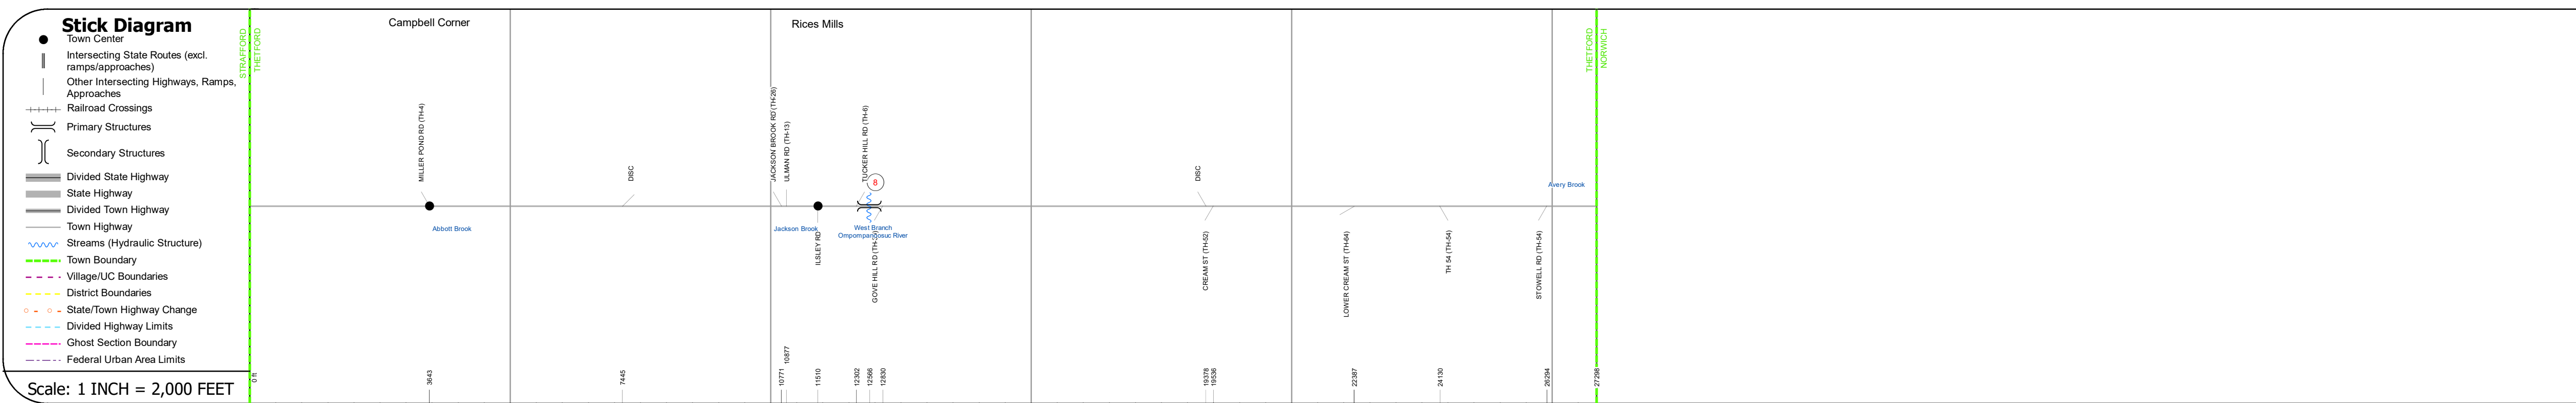 Stick Diagram
Town Center
Intersecting State Routes (excl.
ramps/approaches)
Other Intersecting Highways, Ramps,
Approaches
Railroad Crossings
Primary Structures
Secondary Structures
Divided State Highway
State Highway
Divided Town Highway
Town Highway
Streams (Hydraulic Structure)
Town Boundary
Village/UC Boundaries
District Boundaries
State/Town Highway Change
Divided Highway Limits
Ghost Section Boundary
Federal Urban Area Limits
Scale: 1 INCH = 2,000 FEET
STRAFFORD
THETFORD
Campbell Corner
Rices Mills
THETFORD
NORWICH
MILLER POND RD (TH-4)
DISC
JACKSON BROOK RD (TH-26)
ULMAN RD (TH-13)
TUCKER HILL RD (TH-6)
8
DISC
Avery Brook
Abbott Brook
Jackson Brook
ILSLEY RD
West Branch
Ompompanoosuc River
CREAM ST (TH-52)
LOWER CREAM ST (TH-64)
TH 54 (TH-54)
STOWELL RD (TH-54)
0 ft
3643
7445
10771
10877
11510
12302
12566
12830
19378
19536
22387
24130
26294
27298